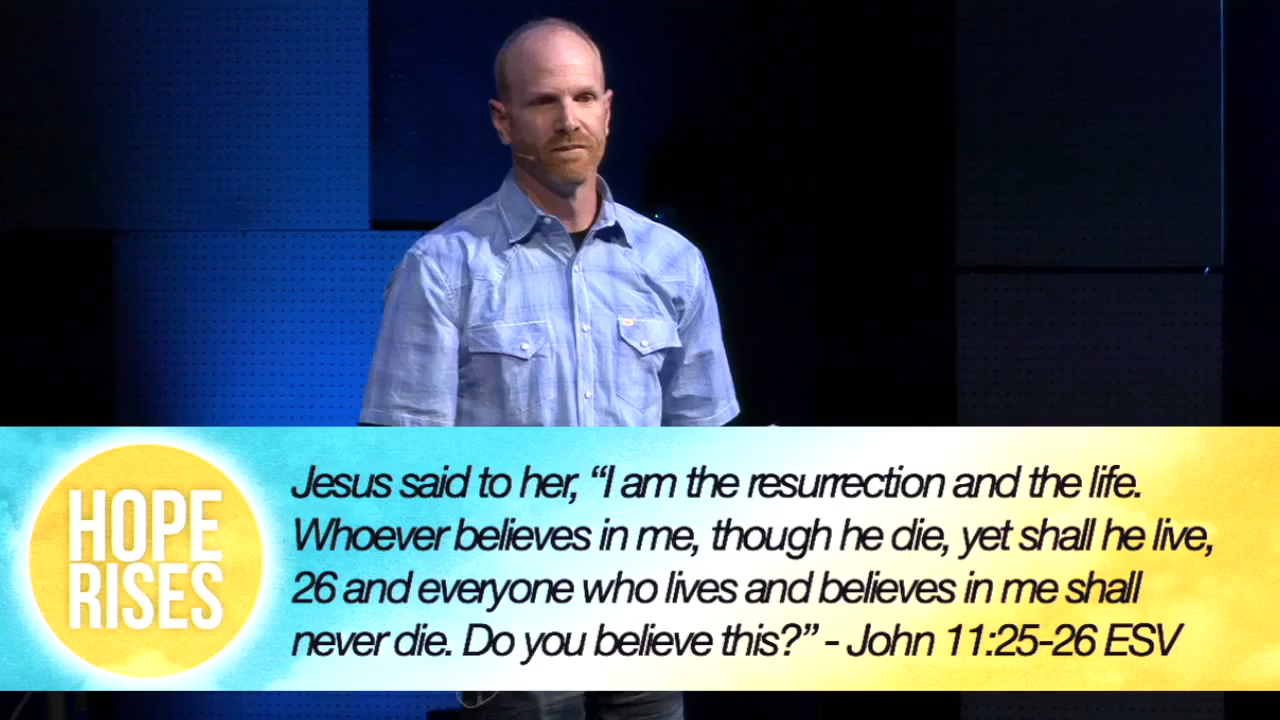 HOPE
RISES
Jesus said to her, “I am the resurrection and the life.
Whoever believes in me, though he die, yet shall he live,
26 and everyone who lives and believes in me shall
never die. Do you believe this?” - John 11:25-26 ESV